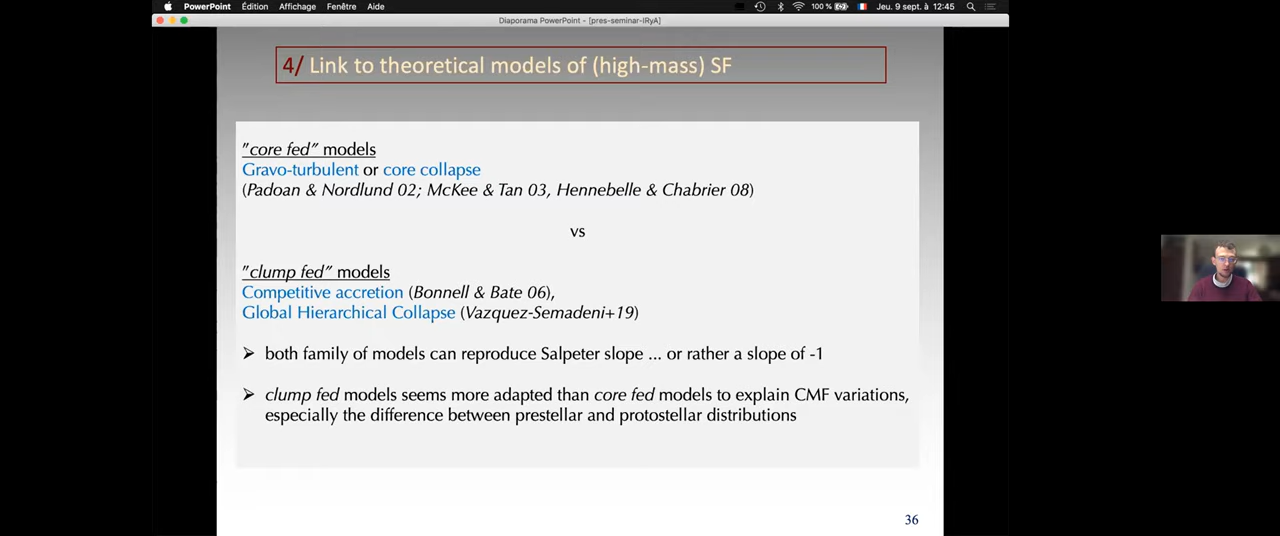 PowerPoint Édition Affichage Fenêtre Aide 100 % Jeu. 9 sept. à 12:45
Diaporama PowerPoint - [pres-seminar-IRyA]
4/ Link to theoretical models of (high-mass) SF
"core fed" models
Gravo-turbulent or core collapse
(Padoan & Nordlund 02; McKee & Tan 03, Hennebelle & Chabrier 08)
vs
"clump fed" models
Competitive accretion (Bonnell & Bate 06),
Global Hierarchical Collapse (Vazquez-Semadeni+19)
➢ both family of models can reproduce Salpeter slope ... or rather a slope of -1
➢ clump fed models seems more adapted than core fed models to explain CMF variations,
especially the difference between prestellar and protostellar distributions
36